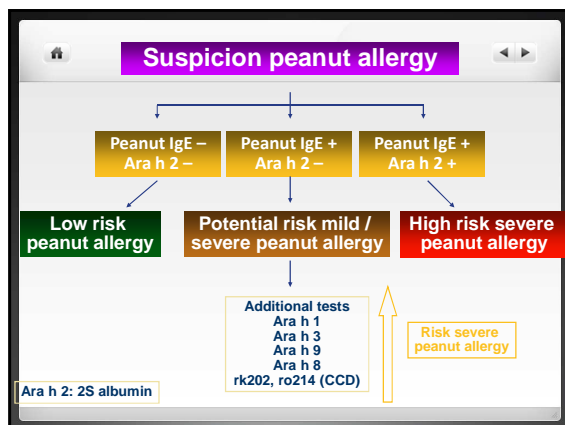 Suspicion peanut allergy
Peanut IgE –
Ara h 2 –
Peanut IgE +
Ara h 2 –
Peanut IgE +
Ara h 2 +
Low risk
peanut allergy
Potential risk mild /
severe peanut allergy
High risk severe
peanut allergy
Additional tests
Ara h 1
Ara h 3
Ara h 9
Ara h 8
rk202, ro214 (CCD)
Risk severe
peanut allergy
Ara h 2: 2S albumin